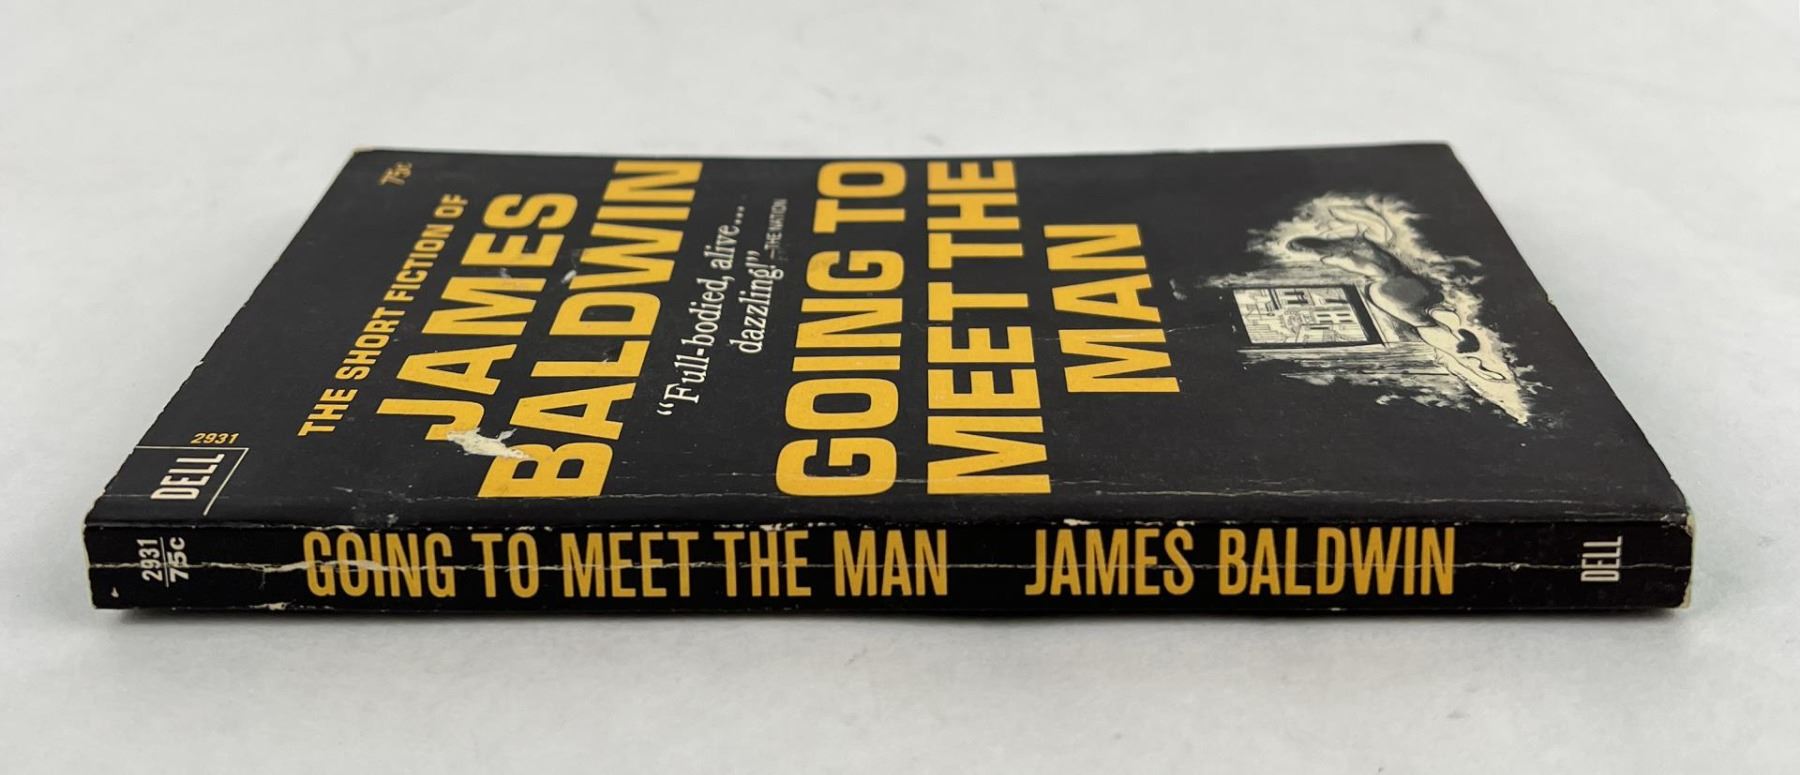 2931
DELL
75¢
THE SHORT FICTION OF
JAMES
BALDWIN
“Full-bodied, alive...
dazzling!” —THE NATION
GOING TO
MEET THE
MAN
2931
75c
GOING TO MEET THE MAN JAMES BALDWIN
DELL